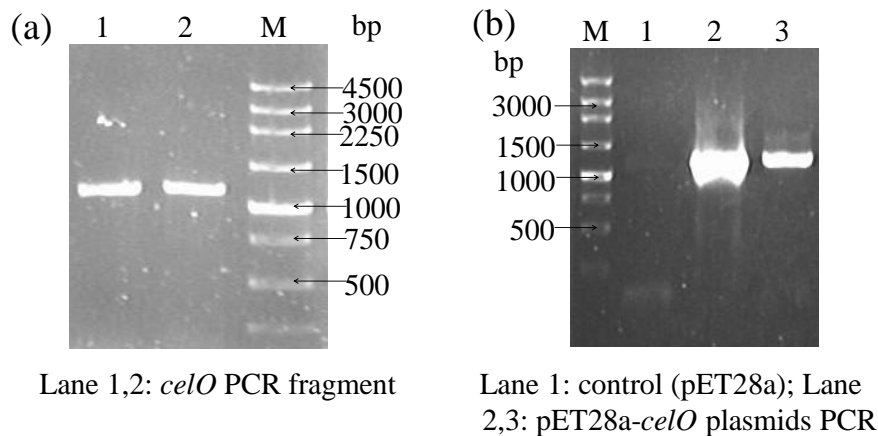 (a)
1 2 M bp
4500
3000
2250
1500
1000
750
500
Lane 1,2: celO PCR fragment
(b)
M 1 2 3
bp
3000
1500
1000
500
Lane 1: control (pET28a); Lane
2,3: pET28a-celO plasmids PCR